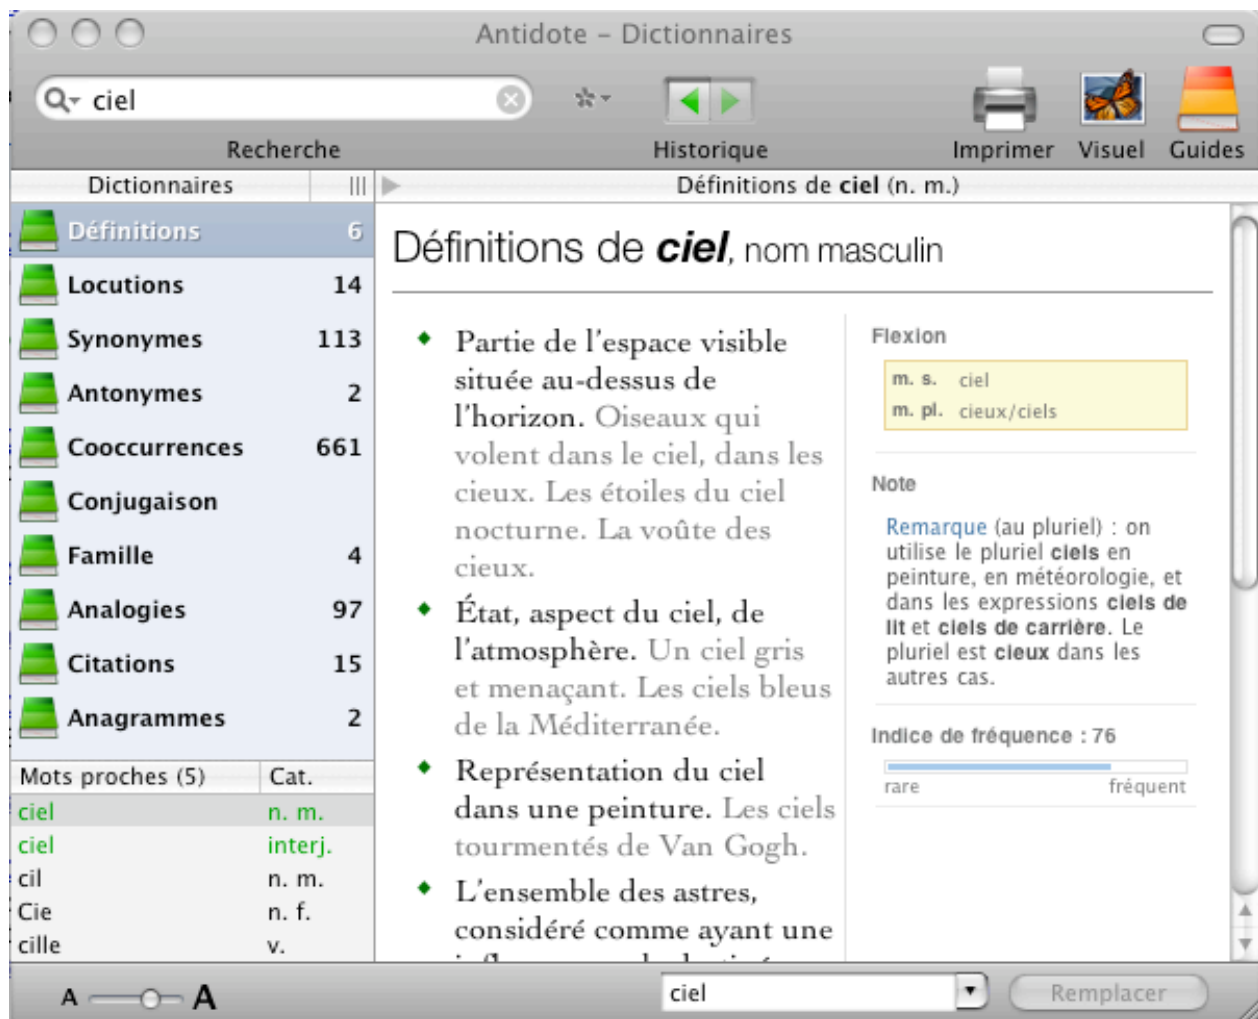 Antidote – Dictionnaires
ciel
Recherche
Historique
Imprimer
Visuel
Guides
Dictionnaires
Définitions 6
Locutions 14
Synonymes 113
Antonymes 2
Cooccurrences 661
Conjugaison
Famille 4
Analogies 97
Citations 15
Anagrammes 2
Mots proches (5) Cat.
ciel n. m.
ciel interj.
cil n. m.
Cie n. f.
cille v.
Définitions de ciel (n. m.)
Définitions de ciel, nom masculin
Partie de l’espace visible
située au-dessus de
l’horizon. Oiseaux qui
volent dans le ciel, dans les
cieux. Les étoiles du ciel
nocturne. La voûte des
cieux.
État, aspect du ciel, de
l’atmosphère. Un ciel gris
et menaçant. Les ciels bleus
de la Méditerranée.
Représentation du ciel
dans une peinture. Les ciels
tourmentés de Van Gogh.
L’ensemble des astres,
considéré comme ayant une
Flexion
m. s. ciel
m. pl. cieux/ciels
Note
Remarque (au pluriel) : on
utilise le pluriel ciels en
peinture, en météorologie, et
dans les expressions ciels de
lit et ciels de carrière. Le
pluriel est cieux dans les
autres cas.
Indice de fréquence : 76
rare fréquent
A A
ciel
Remplacer